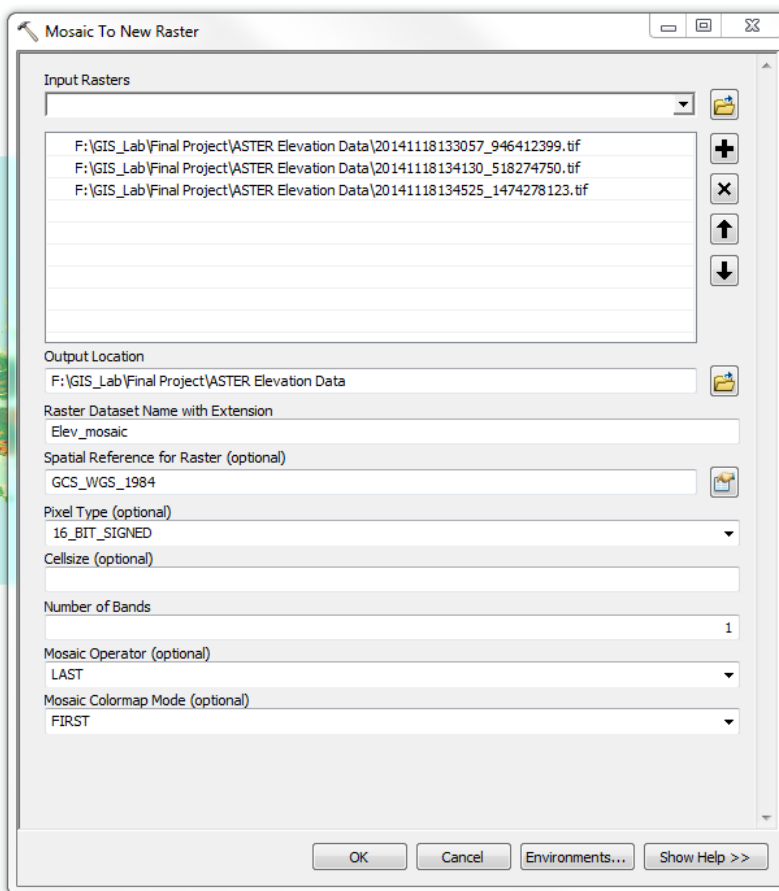 Mosaic To New Raster
Input Rasters
F:\GIS_Lab\Final Project\ASTER Elevation Data\20141118133057_946412399.tif
F:\GIS_Lab\Final Project\ASTER Elevation Data\20141118134130_518274750.tif
F:\GIS_Lab\Final Project\ASTER Elevation Data\20141118134525_1474278123.tif
Output Location
F:\GIS_Lab\Final Project\ASTER Elevation Data
Raster Dataset Name with Extension
Elev_mosaic
Spatial Reference for Raster (optional)
GCS_WGS_1984
Pixel Type (optional)
16_BIT_SIGNED
Cellsize (optional)
Number of Bands
1
Mosaic Operator (optional)
LAST
Mosaic Colormap Mode (optional)
FIRST
OK Cancel Environments... Show Help >>